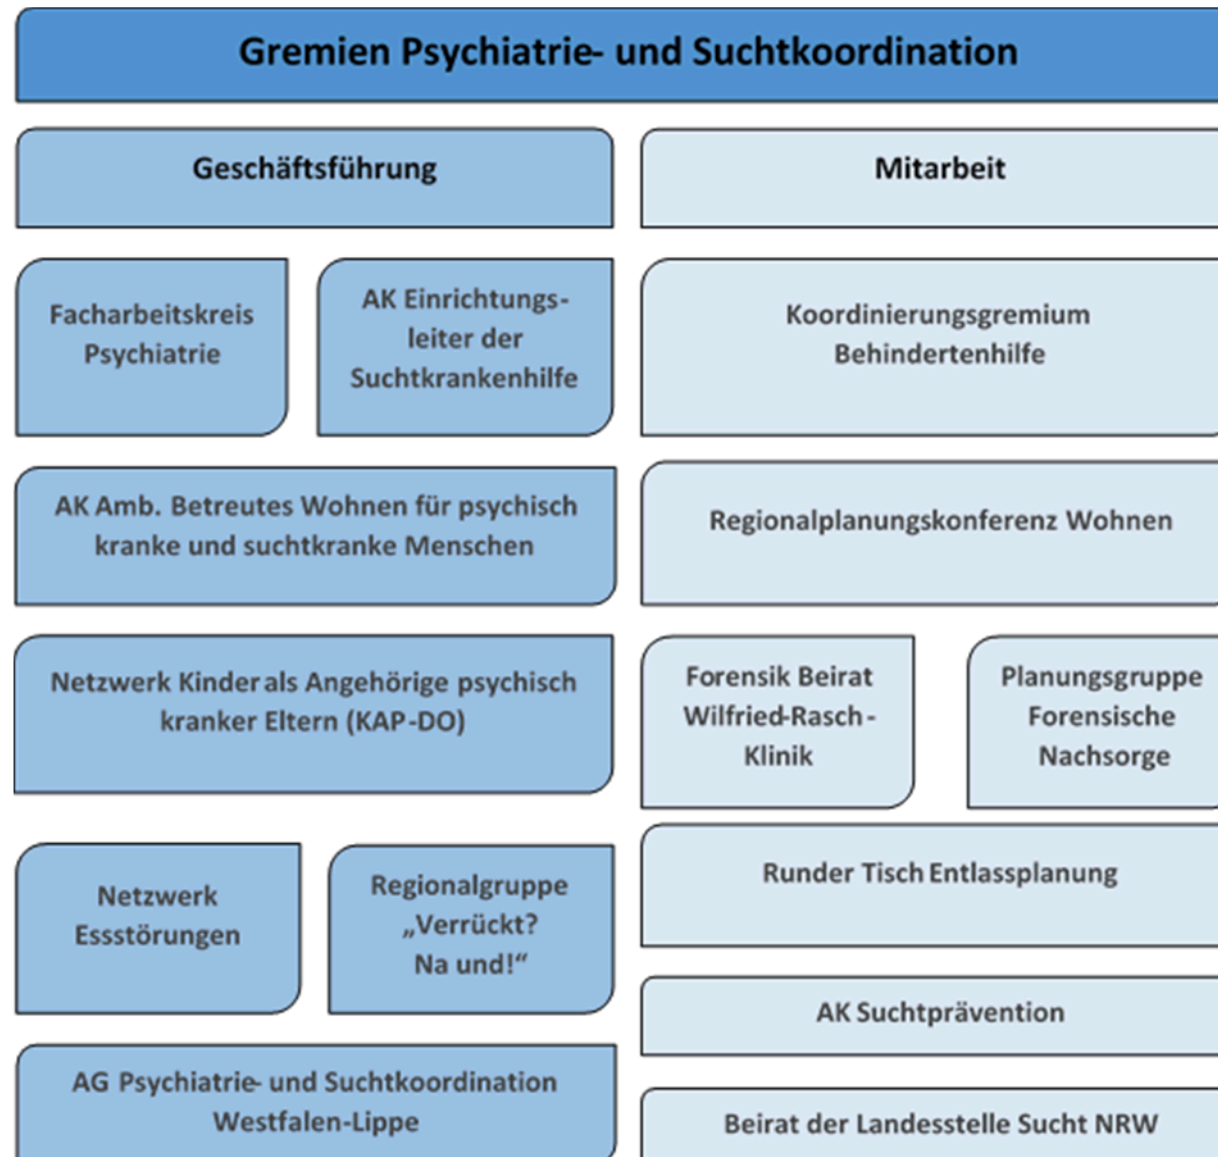 Gremien Psychiatrie- und Suchtkoordination
Geschäftsführung
Facharbeitskreis
Psychiatrie
AK Einrichtungs-
leiter der
Suchtkrankenhilfe
AK Amb. Betreutes Wohnen für psychisch
kranke und suchtkranke Menschen
Netzwerk Kinder als Angehörige psychisch
kranker Eltern (KAP-DO)
Netzwerk
Essstörungen
Regionalgruppe
„Verrückt?
Na und!“
AG Psychiatrie- und Suchtkoordination
Westfalen-Lippe
Mitarbeit
Koordinierungsgremium
Behindertenhilfe
Regionalplanungskonferenz Wohnen
Forensik Beirat
Wilfried-Rasch-
Klinik
Planungsgruppe
Forensische
Nachsorge
Runder Tisch Entlassplanung
AK Suchtprävention
Beirat der Landesstelle Sucht NRW